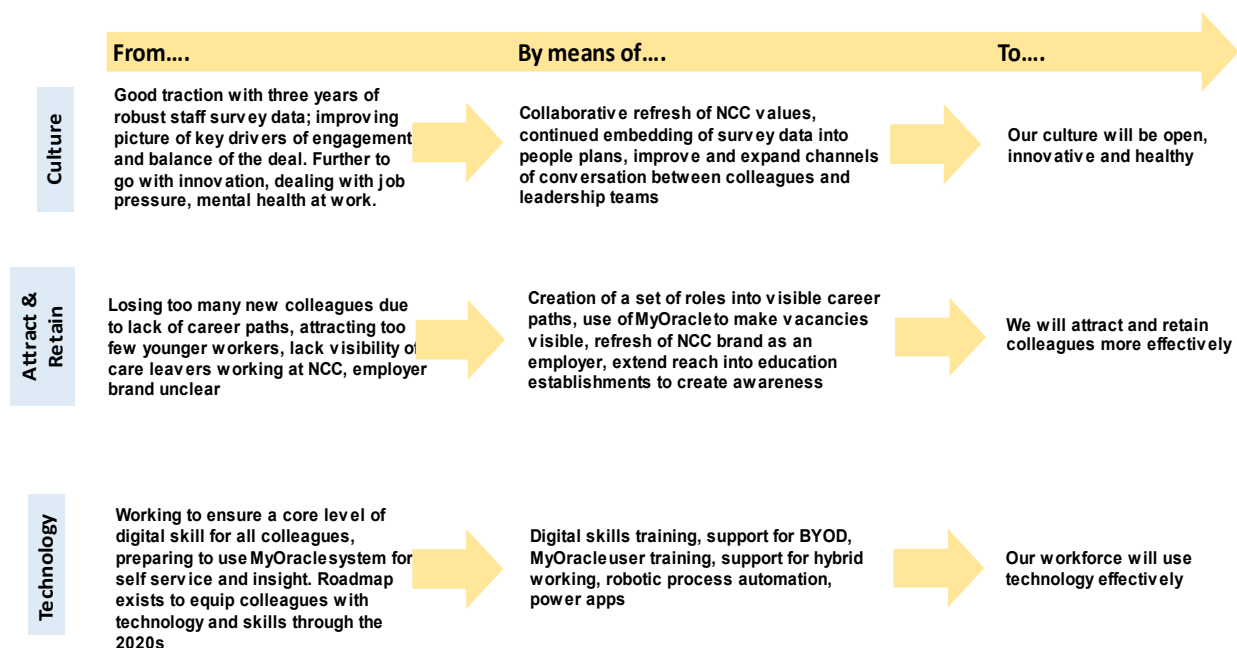 From....
By means of....
To....
Culture
Good traction with three years of
robust staff survey data; improving
picture of key drivers of engagement
and balance of the deal. Further to
go with innovation, dealing with job
pressure, mental health at work.
Collaborative refresh of NCC values,
continued embedding of survey data into
people plans, improve and expand channels
of conversation between colleagues and
leadership teams
Our culture will be open,
innovative and healthy
Attract &
Retain
Losing too many new colleagues due
to lack of career paths, attracting too
few younger workers, lack visibility of
care leavers working at NCC, employer
brand unclear
Creation of a set of roles into visible career
paths, use of MyOracle to make vacancies
visible, refresh of NCC brand as an
employer, extend reach into education
establishments to create awareness
We will attract and retain
colleagues more effectively
Technology
Working to ensure a core level of
digital skill for all colleagues,
preparing to use MyOracle system for
self service and insight. Roadmap
exists to equip colleagues with
technology and skills through the
2020s
Digital skills training, support for BYOD,
MyOracle user training, support for hybrid
working, robotic process automation,
power apps
Our workforce will use
technology effectively